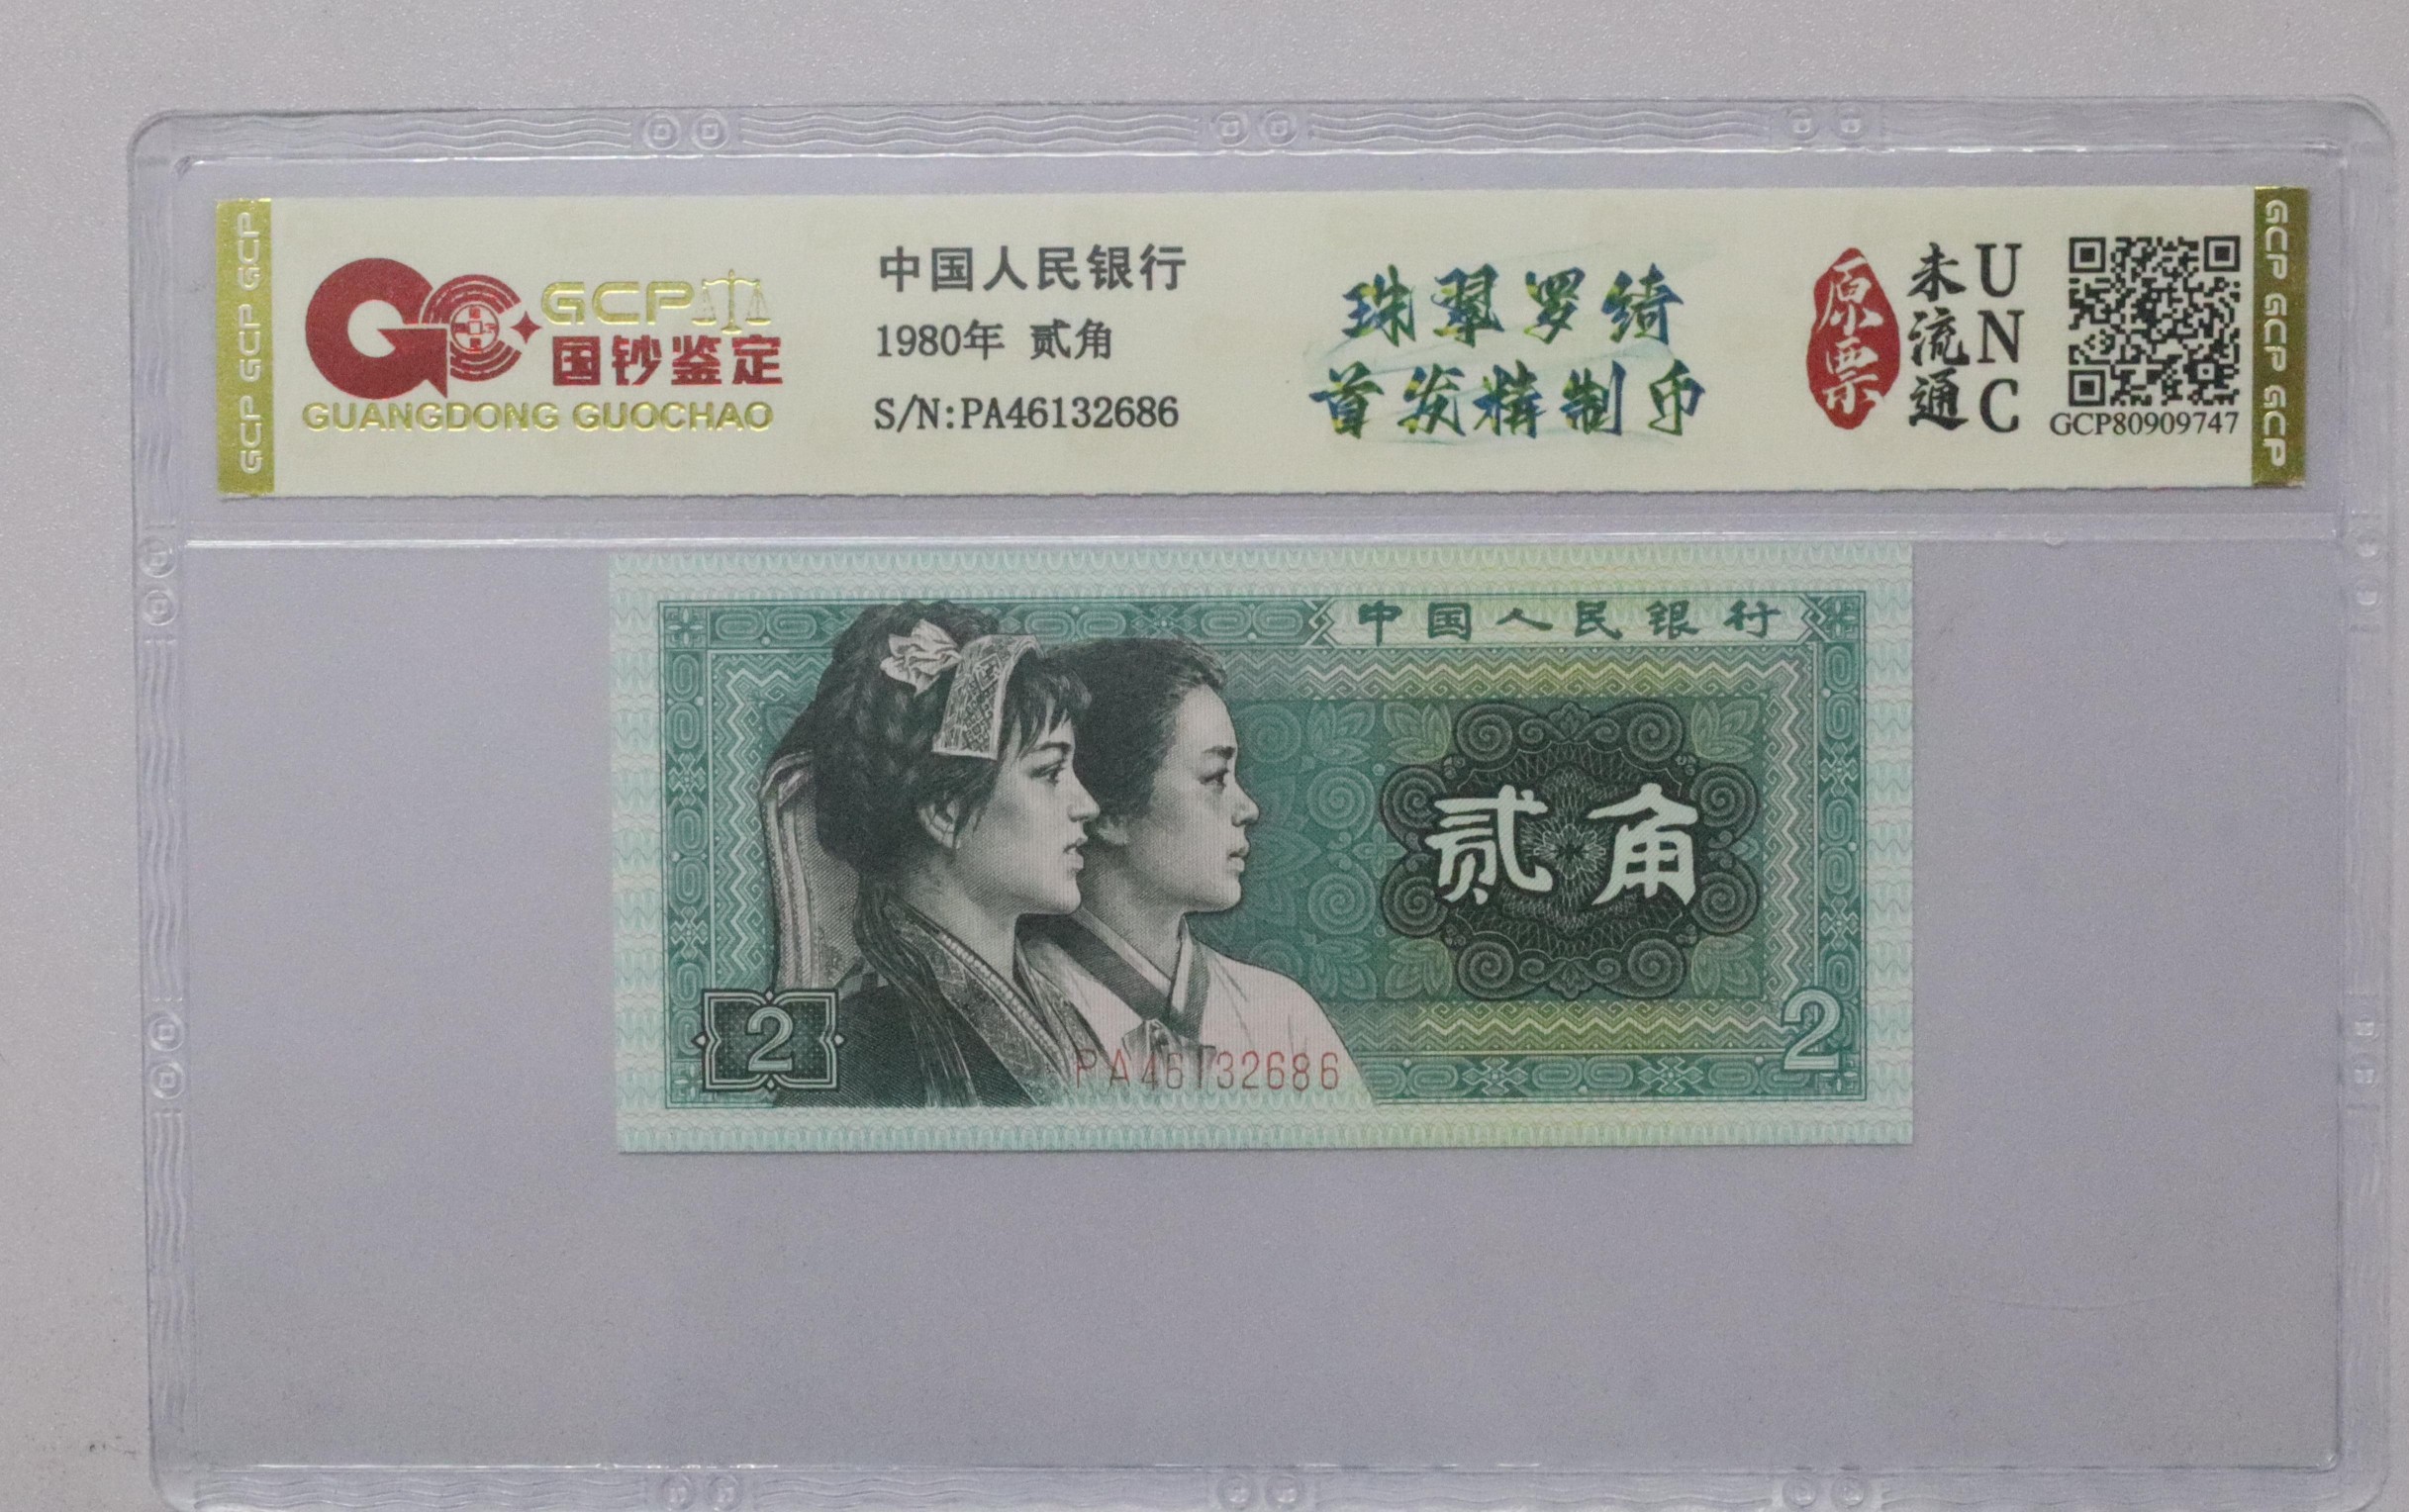 GCP GCP GCP
GCP
国钞鉴定
GUANGDONG GUOCHAO
中国人民银行
1980年 贰角
S/N:PA46132686
珠翠罗绮
首发精制币
原票
未流通
UNC
GCP80909747
GCP GCP GCP
中国人民银行
贰角
2
2
PA46132686